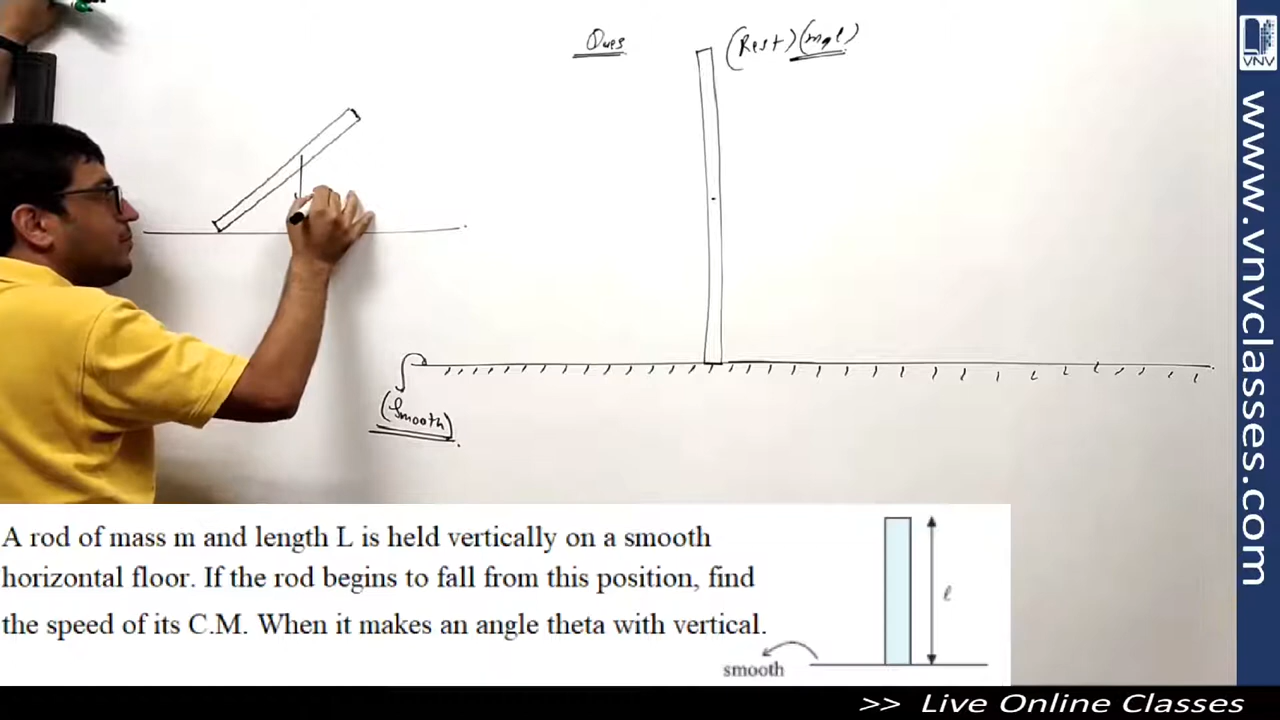 Ques
(Rest) (m, l)
(Smooth)
A rod of mass m and length L is held vertically on a smooth
horizontal floor. If the rod begins to fall from this position, find
the speed of its C.M. When it makes an angle theta with vertical.
ℓ
smooth
VNV
www.vnvclasses.com
>> Live Online Classes